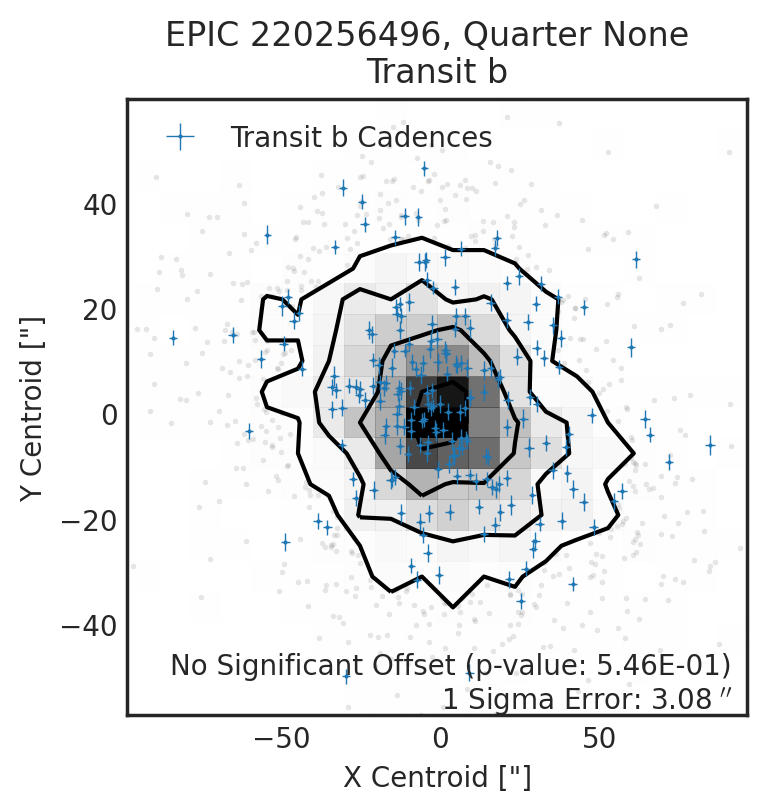 EPIC 220256496, Quarter None
Transit b
Transit b Cadences
40
20
0
−20
−40
Y Centroid ["]
No Significant Offset (p-value: 5.46E-01)
1 Sigma Error: 3.08 ″
−50 0 50
X Centroid ["]